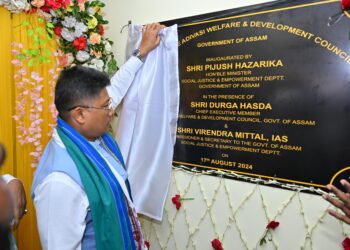 ADIVASI WELFARE & DEVELOPMENT COUNCIL
GOVERNMENT OF ASSAM
INAUGURATED BY
SHRI PIJUSH HAZARIKA
HON'BLE MINISTER
SOCIAL JUSTICE & EMPOWERMENT DEPTT.
GOVERNMENT OF ASSAM
IN THE PRESENCE OF
SHRI DURGA HASDA
CHIEF EXECUTIVE MEMBER
WELFARE & DEVELOPMENT COUNCIL, GOVT. OF ASSAM
&
SHRI VIRENDRA MITTAL, IAS
COMMISSIONER & SECRETARY TO THE GOVT. OF ASSAM
SOCIAL JUSTICE & EMPOWERMENT DEPTT.
ON
17TH AUGUST 2024